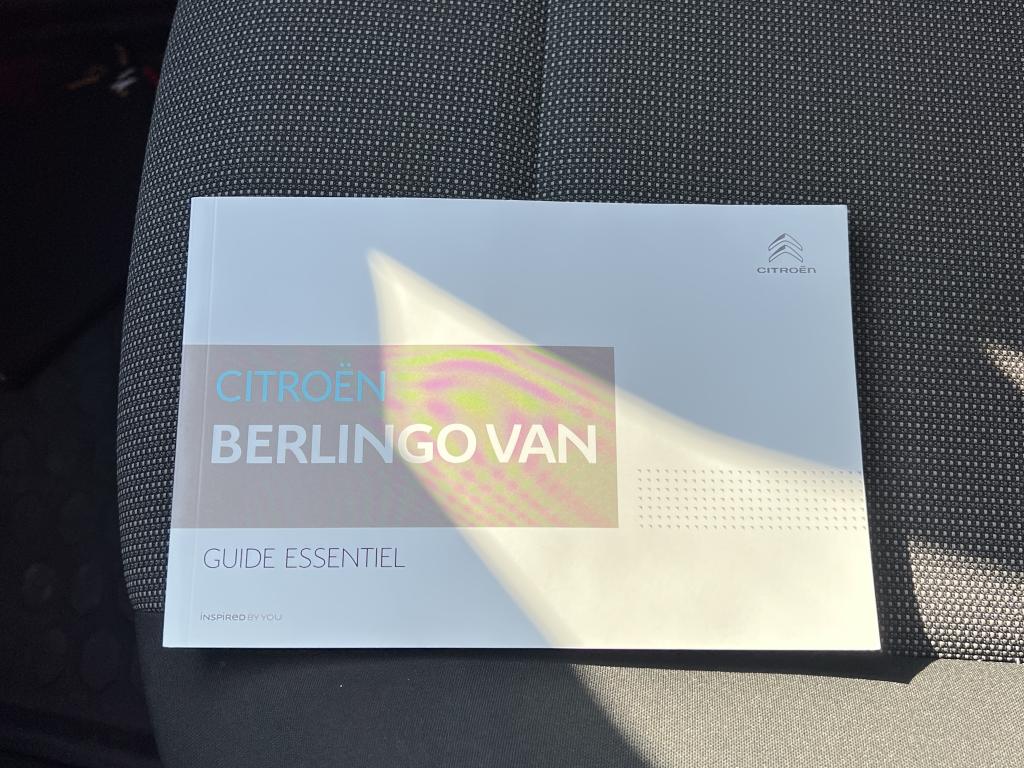 CITROËN
CITROËN
BERLINGO VAN
GUIDE ESSENTIEL
INSPIRED BY YOU